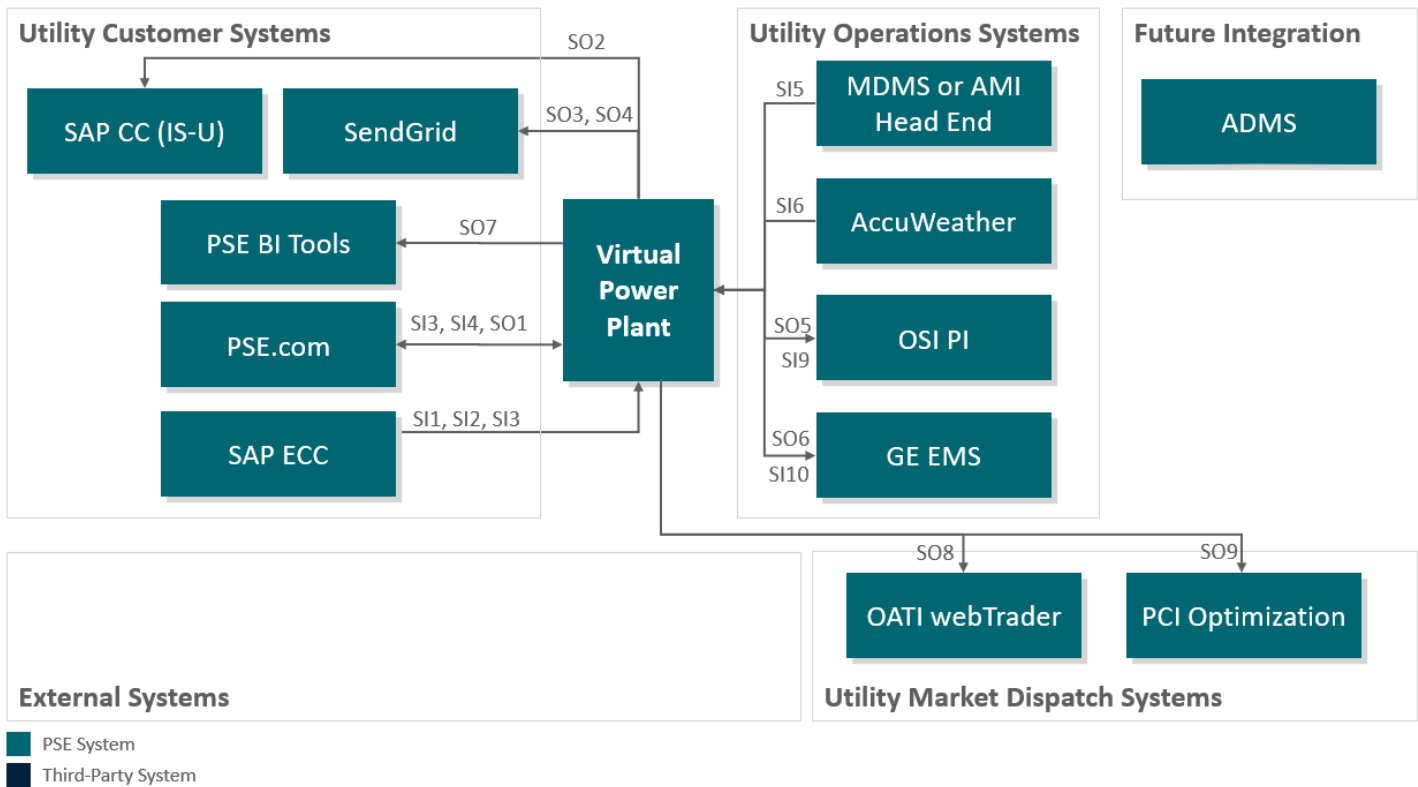 Utility Customer Systems
SO2
SAP CC (IS-U)
SendGrid
SO3, SO4
PSE BI Tools
SO7
PSE.com
SI3, SI4, SO1
SAP ECC
SI1, SI2, SI3
Virtual
Power
Plant
Utility Operations Systems
SI5
MDMS or AMI
Head End
SI6
AccuWeather
SO5
SI9
OSI PI
SO6
SI10
GE EMS
Future Integration
ADMS
External Systems
SO8
SO9
OATI webTrader
PCI Optimization
Utility Market Dispatch Systems
PSE System
Third-Party System